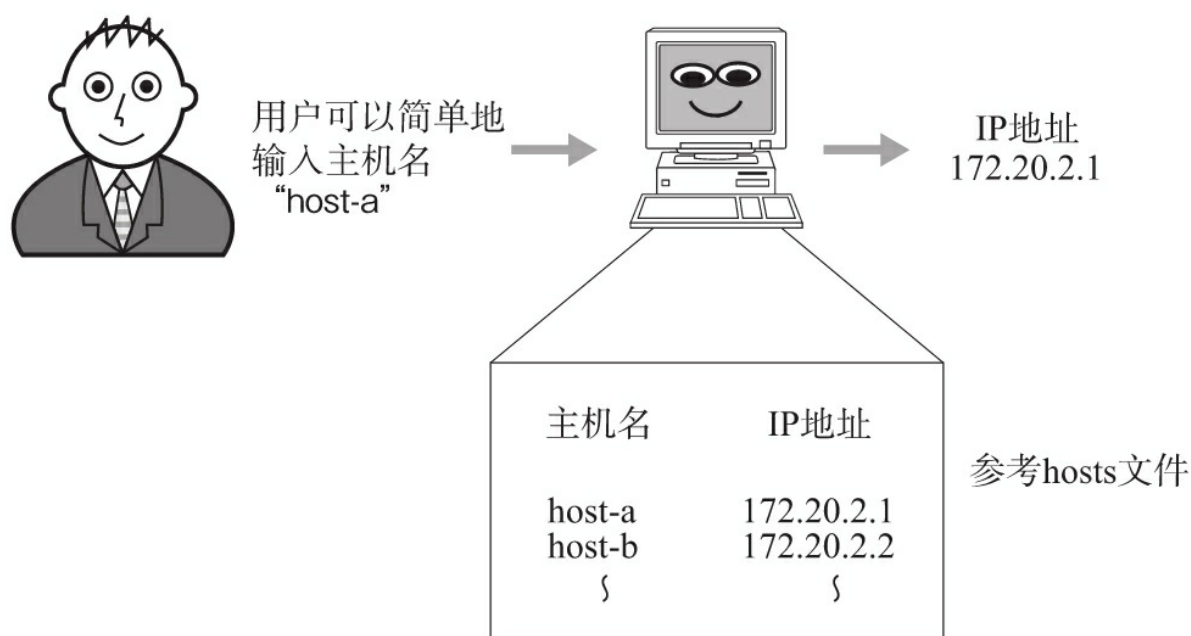 用户可以简单地
输入主机名
“host-a”
IP地址
172.20.2.1
主机名 IP地址
host-a 172.20.2.1
host-b 172.20.2.2
参考hosts文件